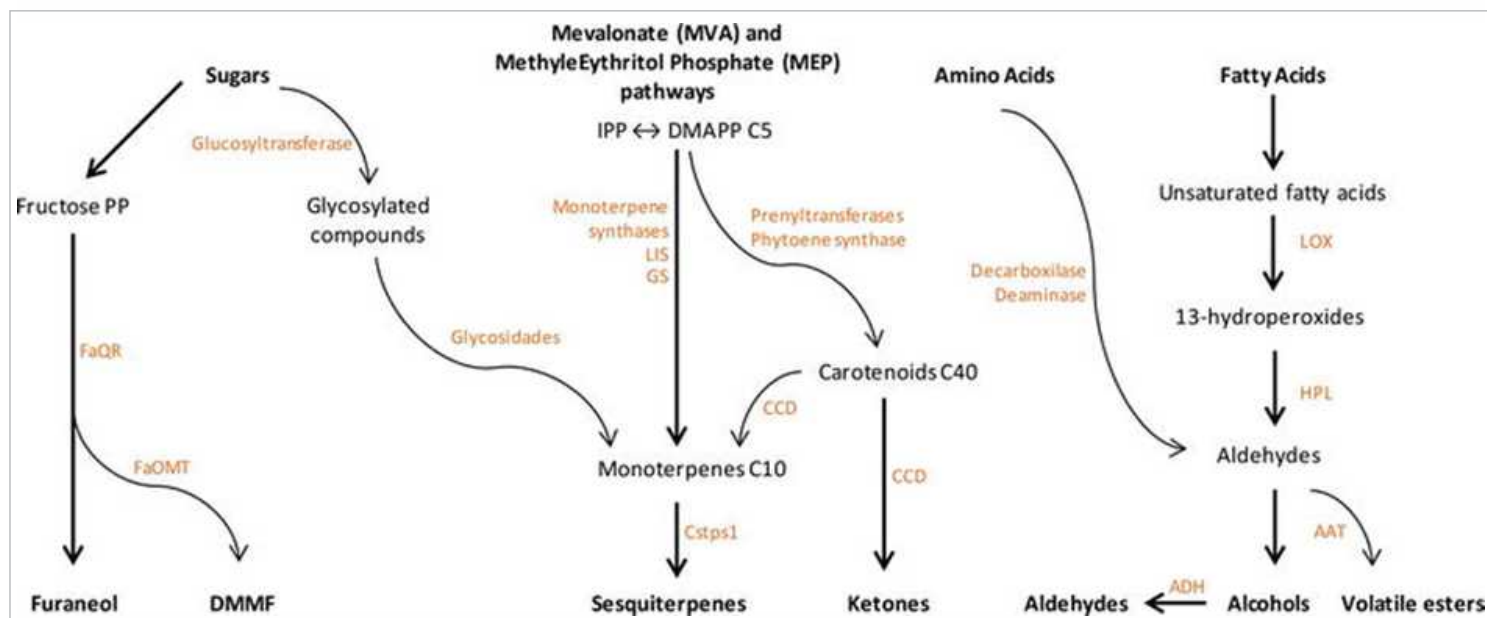 Mevalonate (MVA) and
MethyleEythritol Phosphate (MEP)
pathways
Sugars
Amino Acids
Fatty Acids
IPP ↔ DMAPP C5
Glucosyltransferase
Fructose PP
Glycosylated
compounds
Monoterpene
synthases
LIS
GS
Prenyltransferases
Phytoene synthase
Unsaturated fatty acids
LOX
Decarboxilase
Deaminase
13-hydroperoxides
Glycosidades
FaQR
Carotenoids C40
HPL
CCD
Monoterpenes C10
Aldehydes
FaOMT
CCD
Cstps1
AAT
ADH
Furaneol
DMMF
Sesquiterpenes
Ketones
Aldehydes
Alcohols
Volatile esters